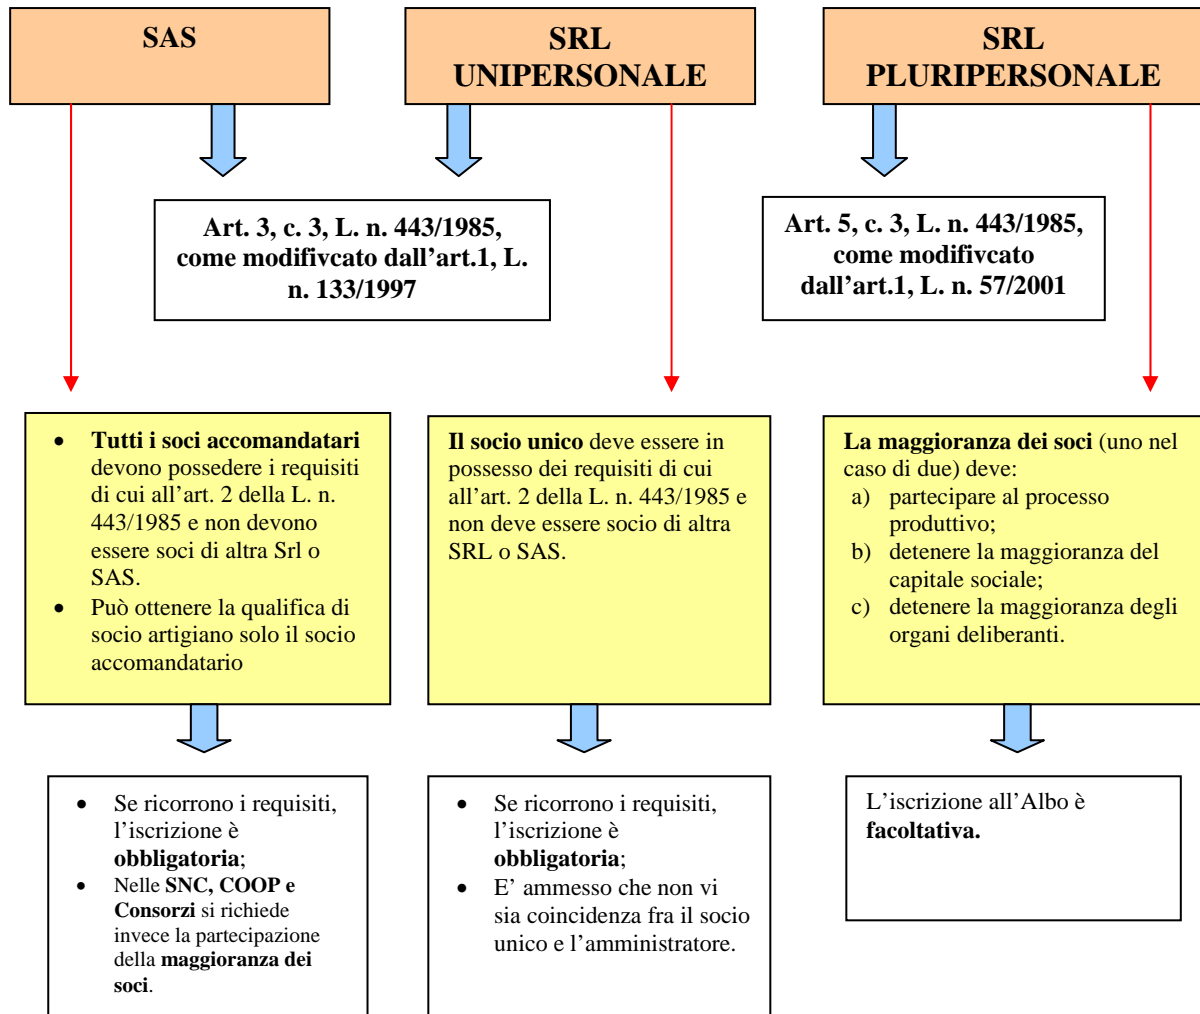 SAS
SRL
UNIPERSONALE
SRL
PLURIPERSONALE
Art. 3, c. 3, L. n. 443/1985,
come modifivcato dall'art.1, L.
n. 133/1997
Art. 5, c. 3, L. n. 443/1985,
come modifivcato
dall'art.1, L. n. 57/2001
• Tutti i soci accomandatari
devono possedere i requisiti
di cui all'art. 2 della L. n.
443/1985 e non devono
essere soci di altra Srl o
SAS.
• Può ottenere la qualifica di
socio artigiano solo il socio
accomandatario
Il socio unico deve essere in
possesso dei requisiti di cui
all'art. 2 della L. n. 443/1985 e
non deve essere socio di altra
SRL o SAS.
La maggioranza dei soci (uno nel
caso di due) deve:
a) partecipare al processo
produttivo;
b) detenere la maggioranza del
capitale sociale;
c) detenere la maggioranza degli
organi deliberanti.
• Se ricorrono i requisiti,
l'iscrizione è
obbligatoria;
• Nelle SNC, COOP e
Consorzi si richiede
invece la partecipazione
della maggioranza dei
soci.
• Se ricorrono i requisiti,
l'iscrizione è
obbligatoria;
• E' ammesso che non vi
sia coincidenza fra il socio
unico e l'amministratore.
L'iscrizione all'Albo è
facoltativa.